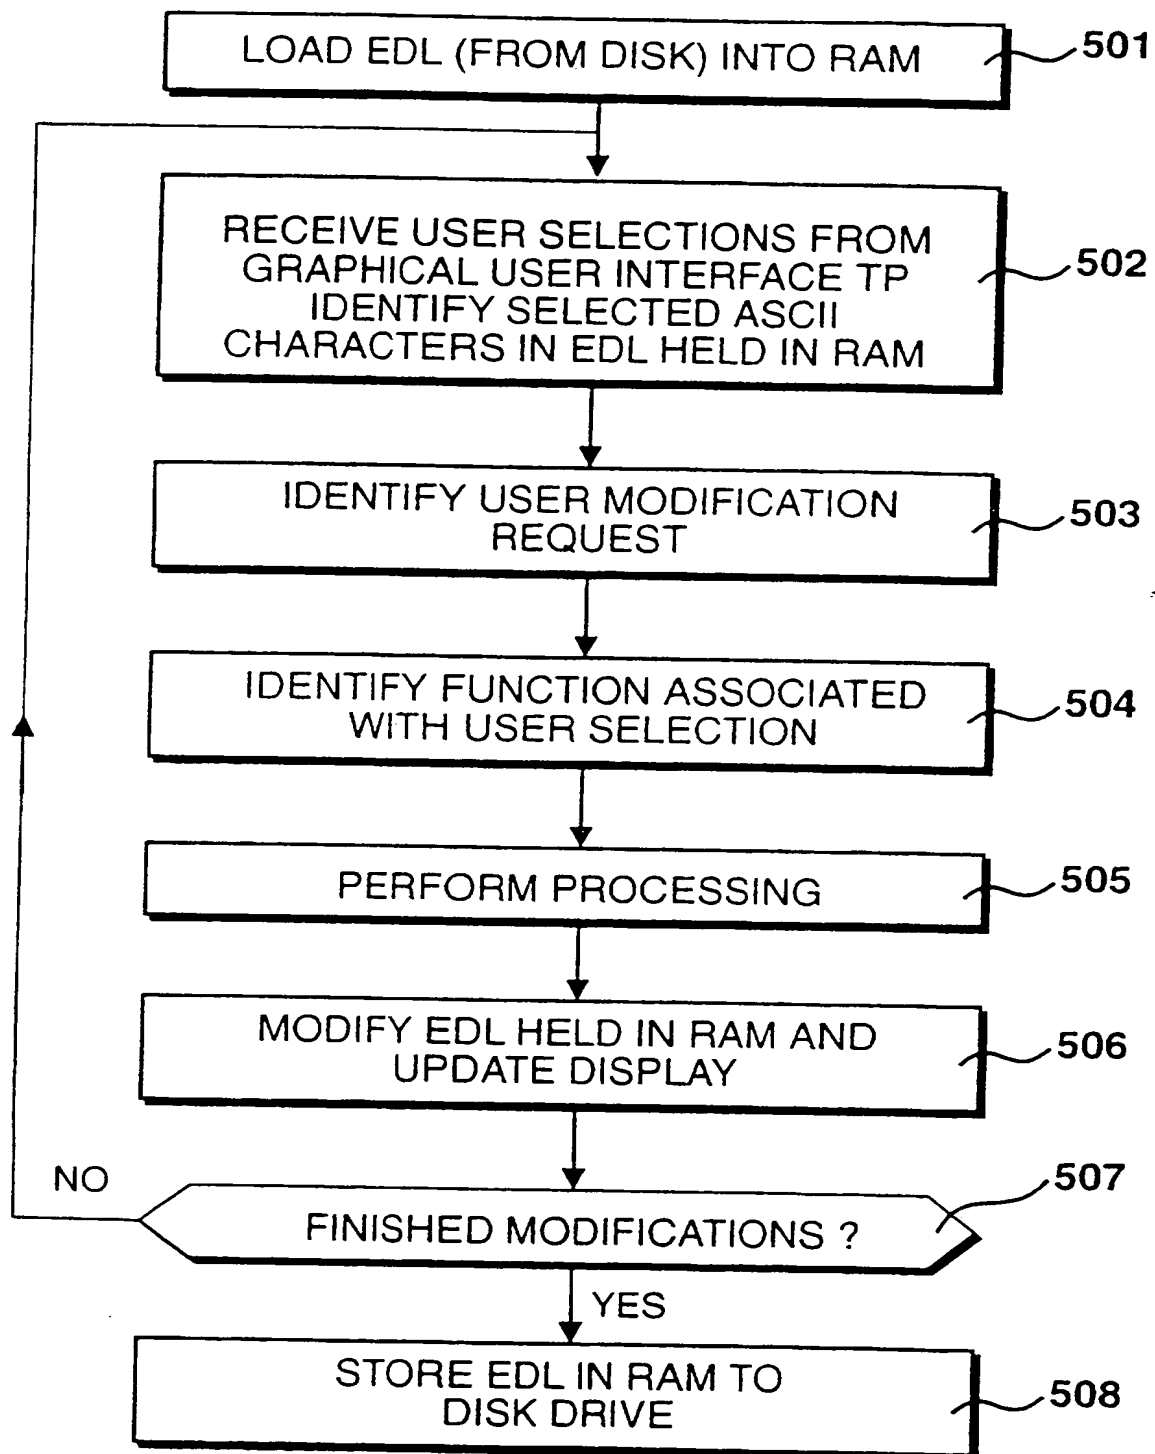 LOAD EDL (FROM DISK) INTO RAM
501
RECEIVE USER SELECTIONS FROM
GRAPHICAL USER INTERFACE TP
IDENTIFY SELECTED ASCII
CHARACTERS IN EDL HELD IN RAM
502
IDENTIFY USER MODIFICATION
REQUEST
503
IDENTIFY FUNCTION ASSOCIATED
WITH USER SELECTION
504
PERFORM PROCESSING
505
MODIFY EDL HELD IN RAM AND
UPDATE DISPLAY
506
NO
FINISHED MODIFICATIONS ?
507
YES
STORE EDL IN RAM TO
DISK DRIVE
508